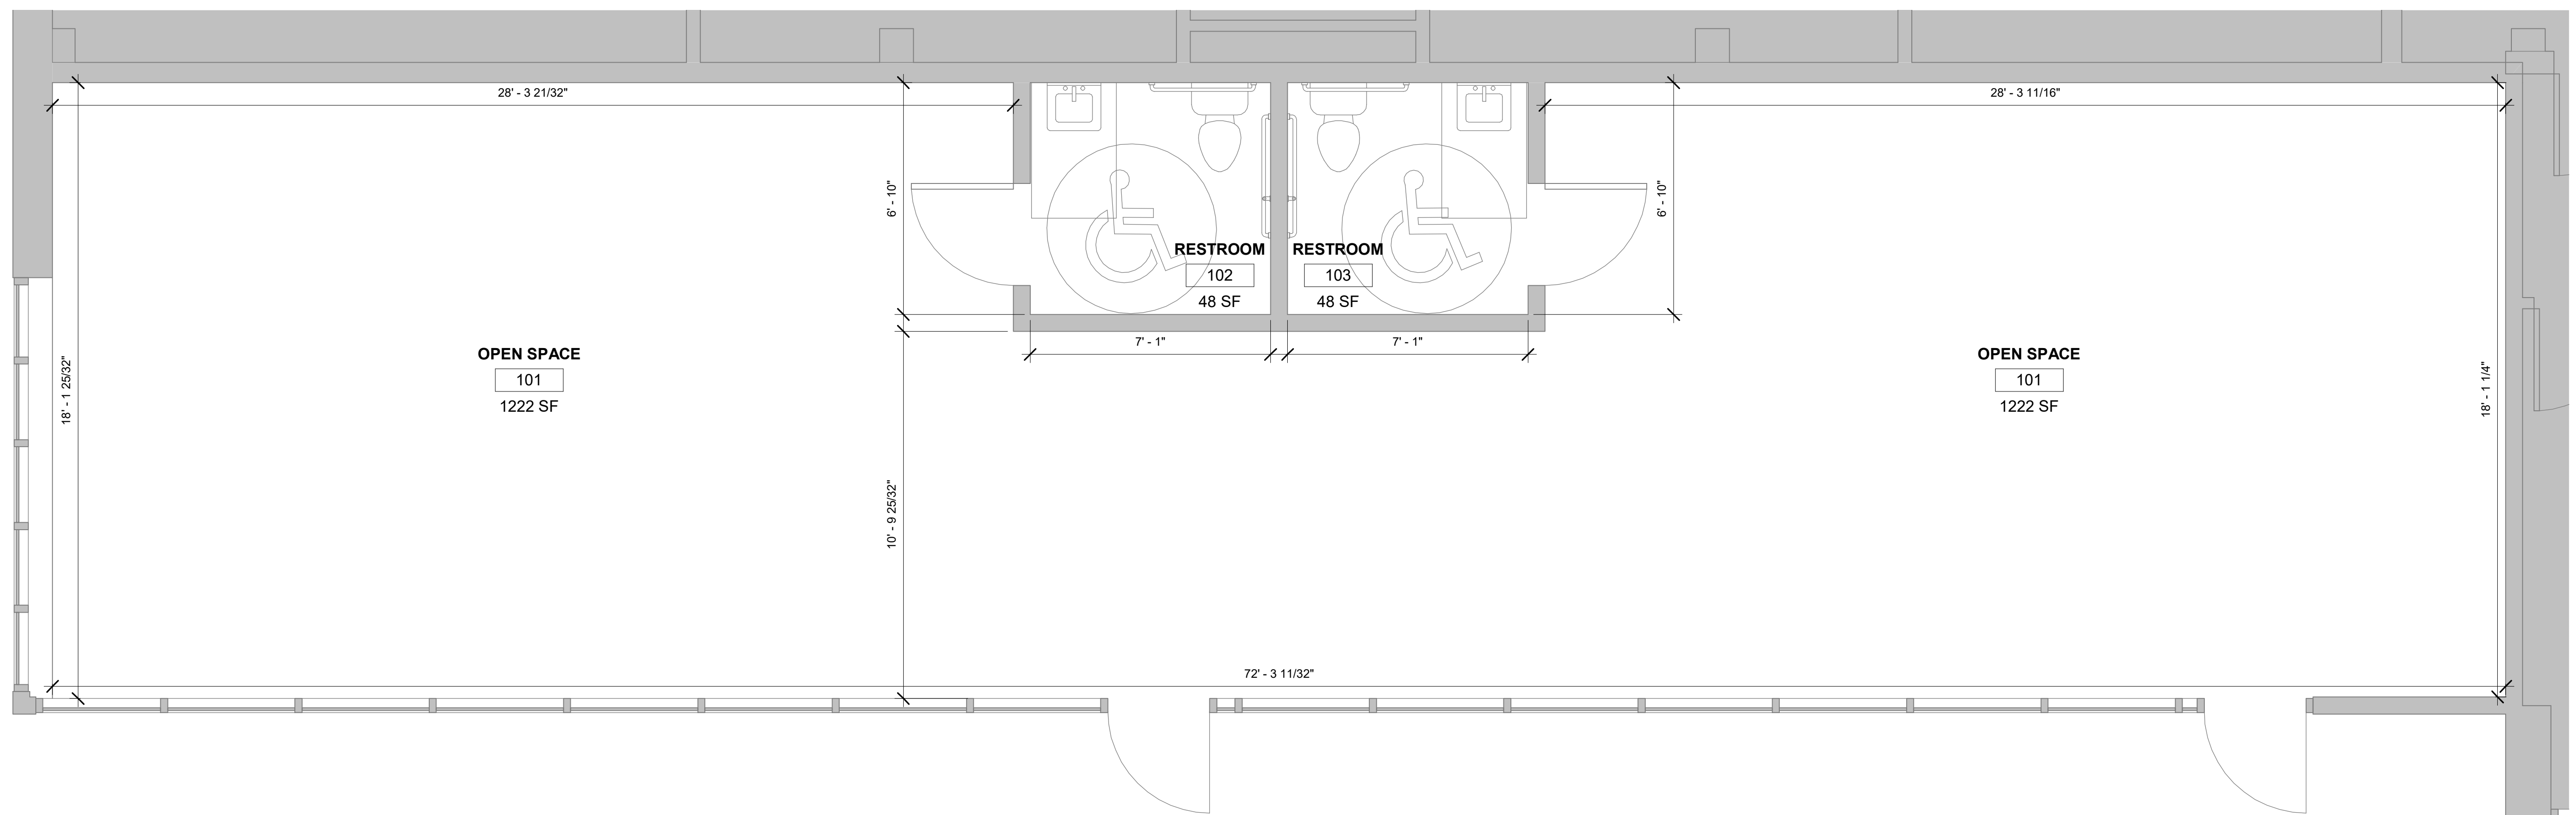 28' - 3 21/32"
28' - 3 11/16"
6' - 10"
6' - 10"
RESTROOM
102
48 SF
RESTROOM
103
48 SF
7' - 1"
7' - 1"
OPEN SPACE
101
1222 SF
18' - 1 25/32"
OPEN SPACE
101
1222 SF
18' - 1 1/4"
10' - 9 25/32"
72' - 3 11/32"